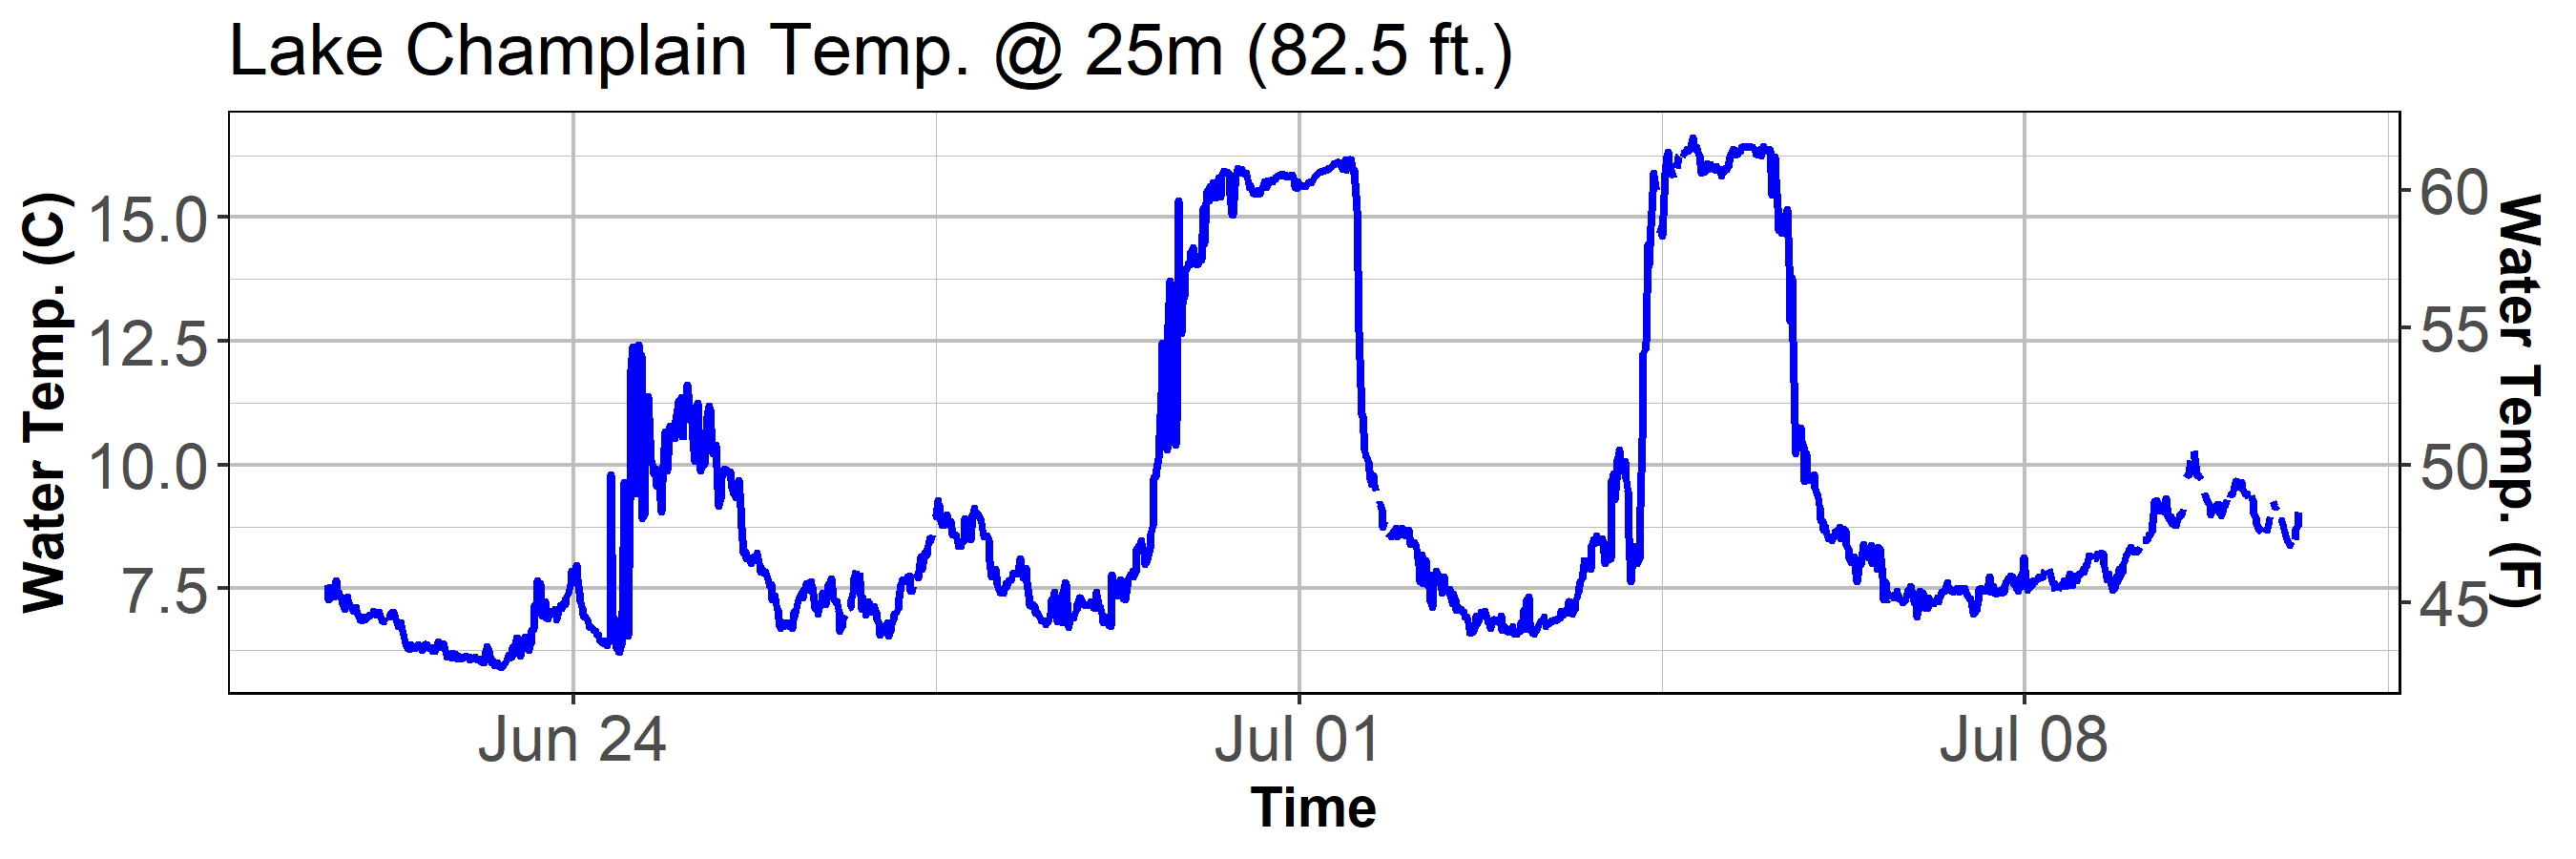 Lake Champlain Temp. @ 25m (82.5 ft.)
Water Temp. (C)
15.0
12.5
10.0
7.5
60
55
50
45
Water Temp. (F)
Jun 24
Jul 01
Jul 08
Time